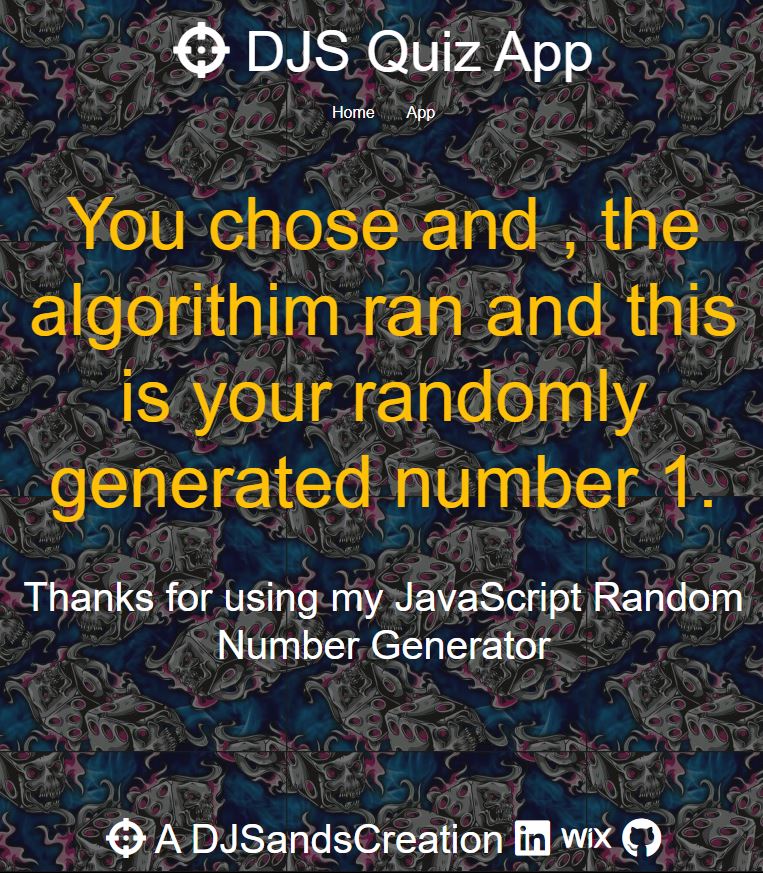 DJS Quiz App
Home App
You chose and , the
algorithim ran and this
is your randomly
generated number 1.
Thanks for using my JavaScript Random
Number Generator
A DJSandsCreation in WiX